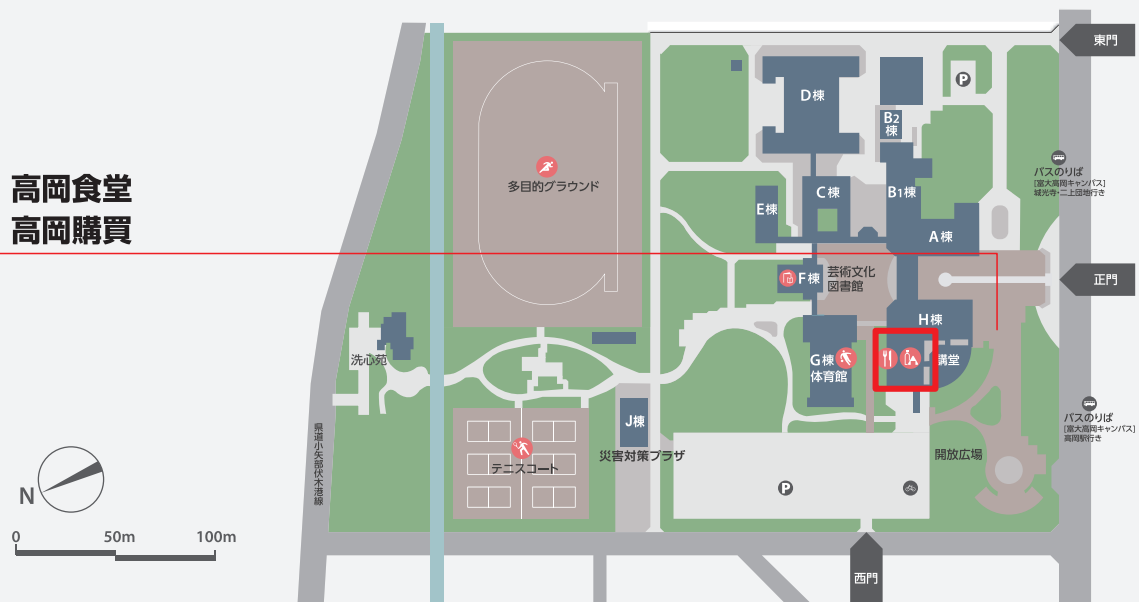 高岡食堂
高岡購買
東門
D棟
P
B2
棟
多目的グラウンド
バスのりば
[富大高岡キャンパス]
城光寺・二上団地行き
E棟
C棟
B1棟
A棟
F棟
芸術文化
図書館
正門
H棟
洗心苑
G棟
体育館
講堂
J棟
バスのりば
[富大高岡キャンパス]
高岡駅行き
災害対策プラザ
テニスコート
開放広場
県道小矢部伏木港線
N
P
0 50m 100m
西門